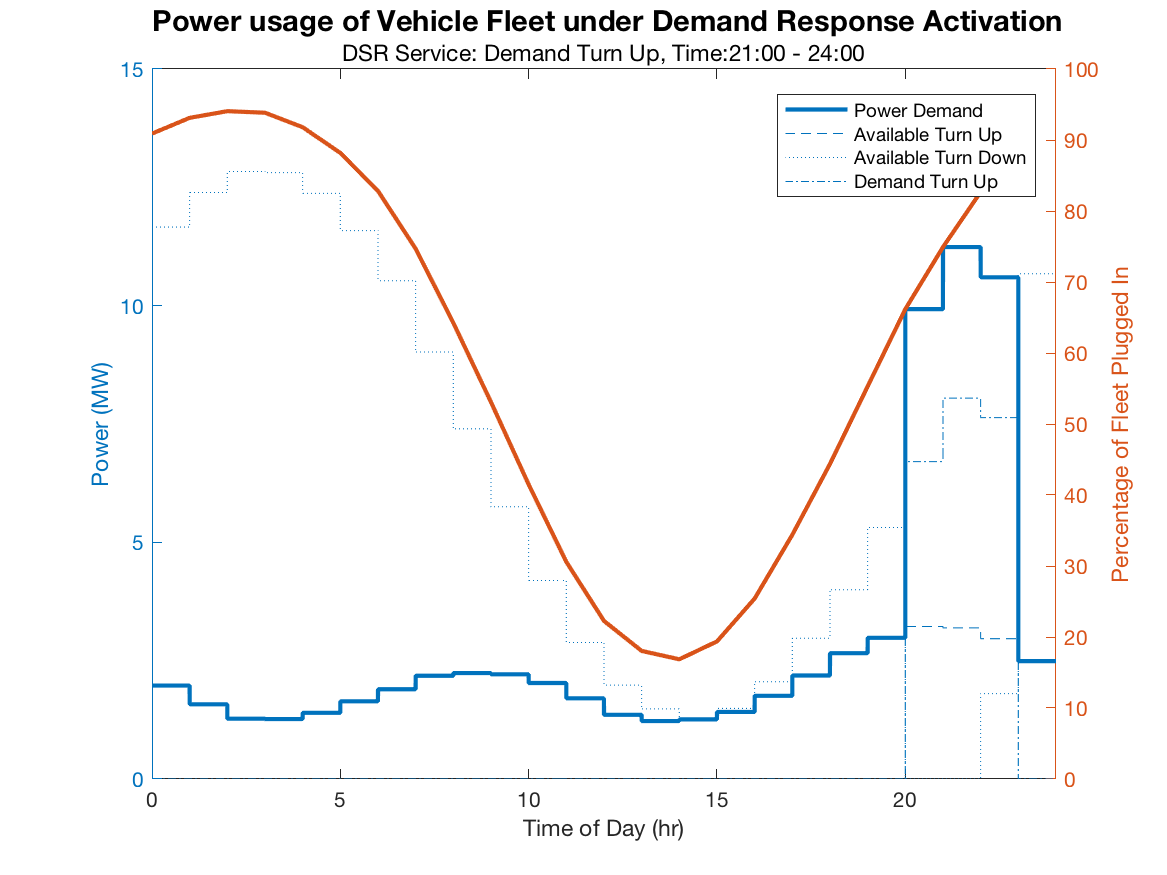 Power usage of Vehicle Fleet under Demand Response Activation
DSR Service: Demand Turn Up, Time:21:00 - 24:00
15
10
5
0
Power (MW)
Power Demand
Available Turn Up
Available Turn Down
Demand Turn Up
100
90
80
70
60
50
40
30
20
10
0
Percentage of Fleet Plugged In
0 5 10 15 20
Time of Day (hr)